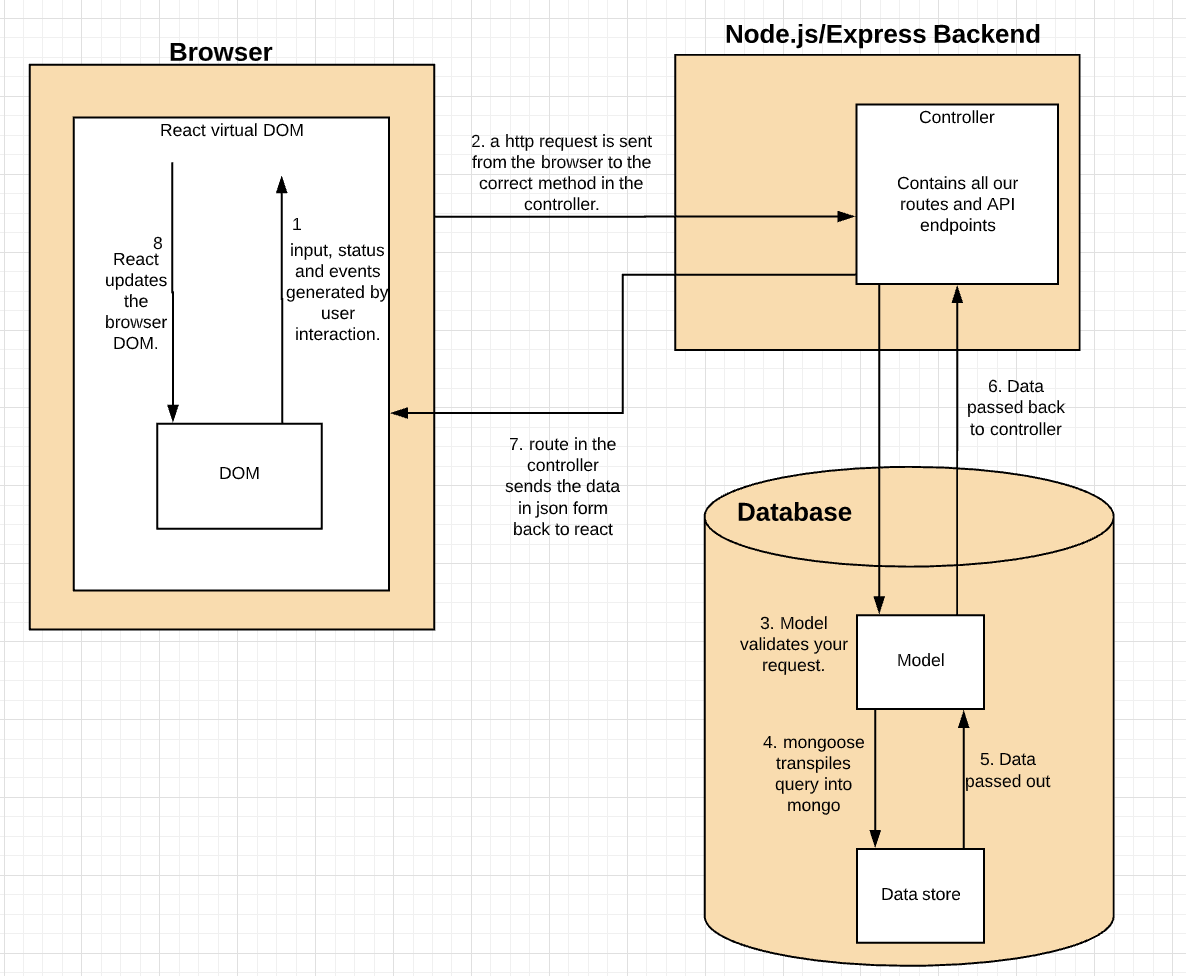 Browser
React virtual DOM
8
React
updates
the
browser
DOM.
1
input, status
and events
generated by
user
interaction.
DOM
2. a http request is sent
from the browser to the
correct method in the
controller.
7. route in the
controller
sends the data
in json form
back to react
Node.js/Express Backend
Controller
Contains all our
routes and API
endpoints
6. Data
passed back
to controller
Database
3. Model
validates your
request.
Model
4. mongoose
transpiles
query into
mongo
5. Data
passed out
Data store